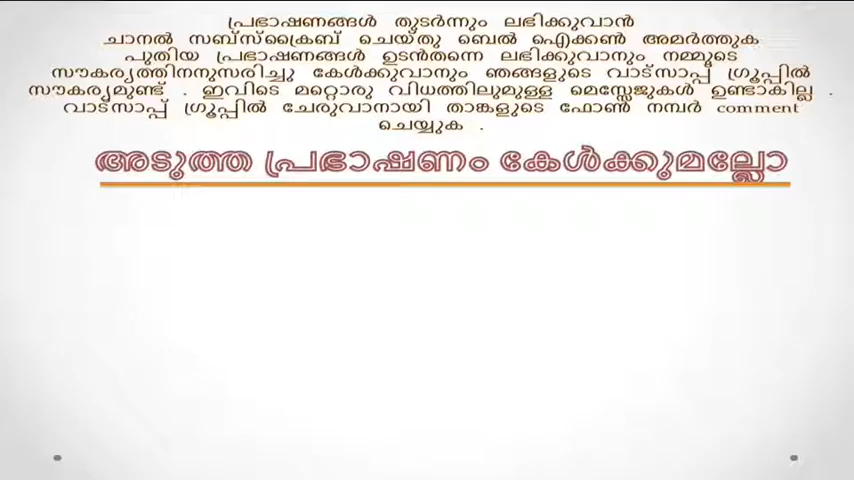 പ്രഭാഷണങ്ങൾ തുടർന്നും ലഭിക്കുവാൻ
ചാനൽ സബ്സ്ക്രൈബ് ചെയ്തു ബെൽ ഐക്കൺ അമർത്തുക
പുതിയ പ്രഭാഷണങ്ങൾ ഉടൻതന്നെ ലഭിക്കുവാനും നമ്മുടെ
സൗകര്യത്തിനനുസരിച്ചു കേൾക്കുവാനും ഞങ്ങളുടെ വാട്സാപ്പ് ഗ്രൂപ്പിൽ
സൗകര്യമുണ്ട് . ഇവിടെ മറ്റൊരു വിധത്തിലുമുള്ള മെസ്സേജുകൾ ഉണ്ടാകില്ല .
വാട്സാപ്പ് ഗ്രൂപ്പിൽ ചേരുവാനായി താങ്കളുടെ ഫോൺ നമ്പർ comment
ചെയ്യുക .
അടുത്ത പ്രഭാഷണം കേൾക്കുമല്ലോ